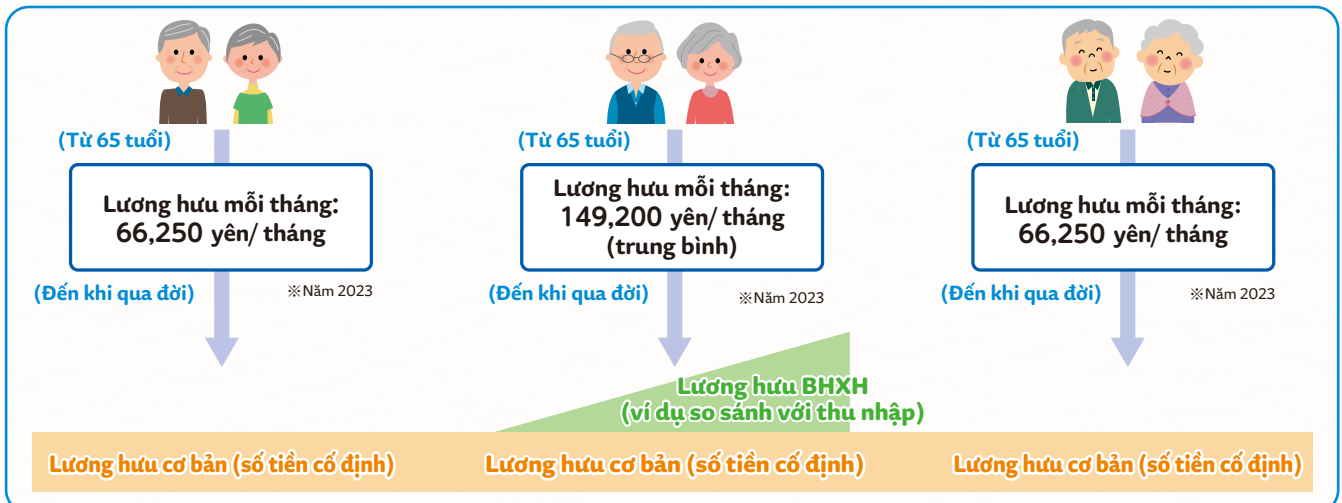 (Từ 65 tuổi)
Lương hưu mỗi tháng:
66,250 yên/ tháng
(Đến khi qua đời)
※Năm 2023
(Từ 65 tuổi)
Lương hưu mỗi tháng:
149,200 yên/ tháng
(trung bình)
(Đến khi qua đời)
※Năm 2023
(Từ 65 tuổi)
Lương hưu mỗi tháng:
66,250 yên/ tháng
(Đến khi qua đời)
※Năm 2023
Lương hưu BHXH
(ví dụ so sánh với thu nhập)
Lương hưu cơ bản (số tiền cố định)
Lương hưu cơ bản (số tiền cố định)
Lương hưu cơ bản (số tiền cố định)